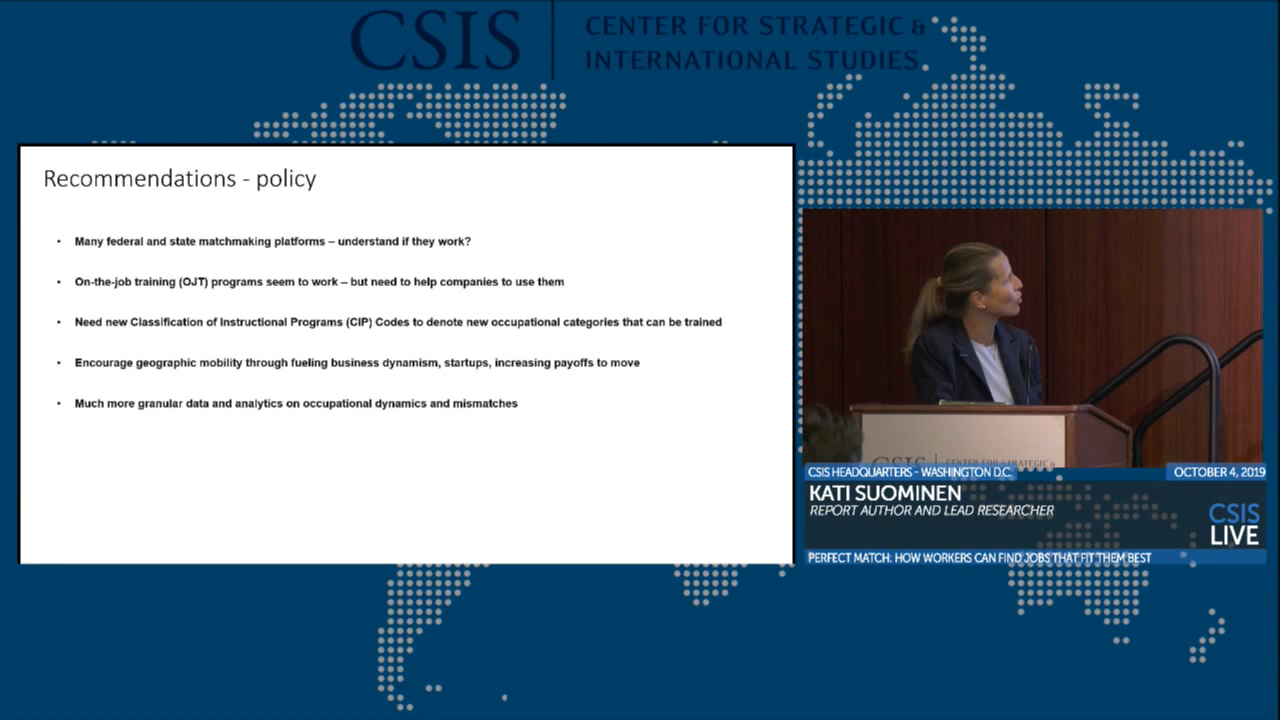 CSIS
CENTER FOR STRATEGIC &
INTERNATIONAL STUDIES
Recommendations - policy
• Many federal and state matchmaking platforms – understand if they work?
• On-the-job training (OJT) programs seem to work – but need to help companies to use them
• Need new Classification of Instructional Programs (CIP) Codes to denote new occupational categories that can be trained
• Encourage geographic mobility through fueling business dynamism, startups, increasing payoffs to move
• Much more granular data and analytics on occupational dynamics and mismatches
CSIS | CENTER FOR STRATEGIC &
CSIS HEADQUARTERS - WASHINGTON D.C.
OCTOBER 4, 2019
KATI SUOMINEN
REPORT AUTHOR AND LEAD RESEARCHER
CSIS
LIVE
PERFECT MATCH: HOW WORKERS CAN FIND JOBS THAT FIT THEM BEST